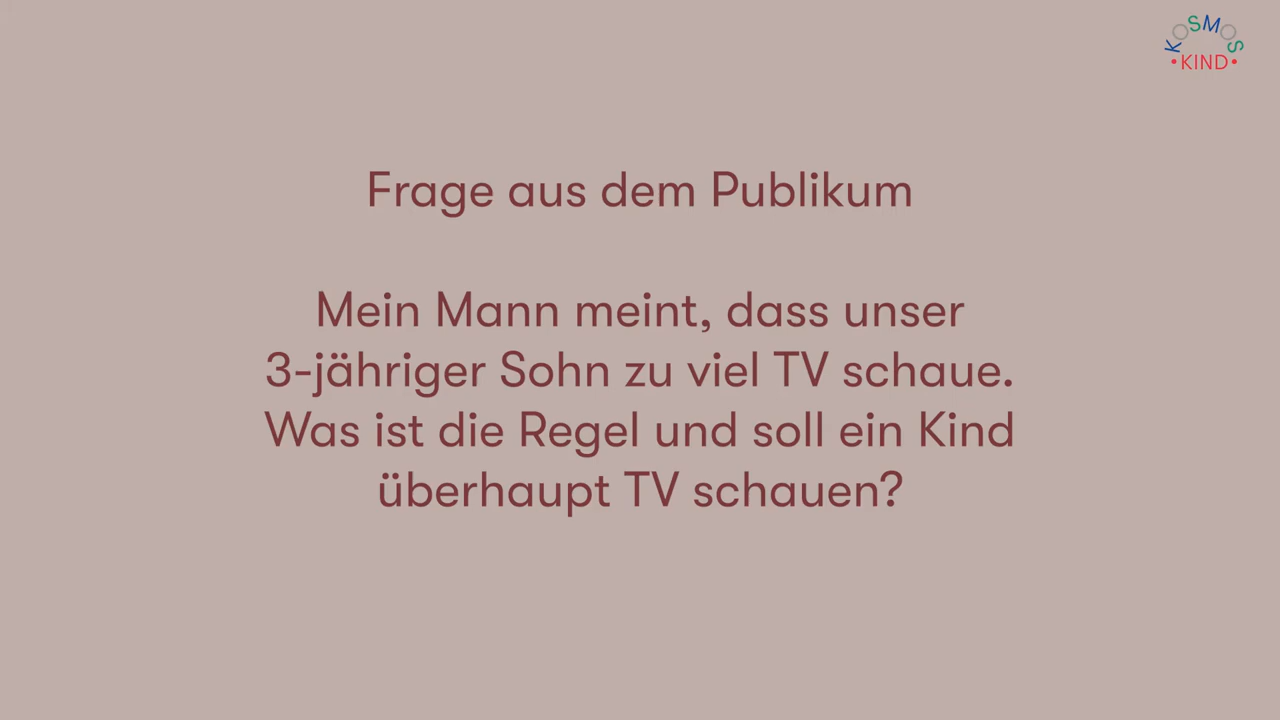 KOSMOS
•KIND•
Frage aus dem Publikum
Mein Mann meint, dass unser
3-jähriger Sohn zu viel TV schaue.
Was ist die Regel und soll ein Kind
überhaupt TV schauen?